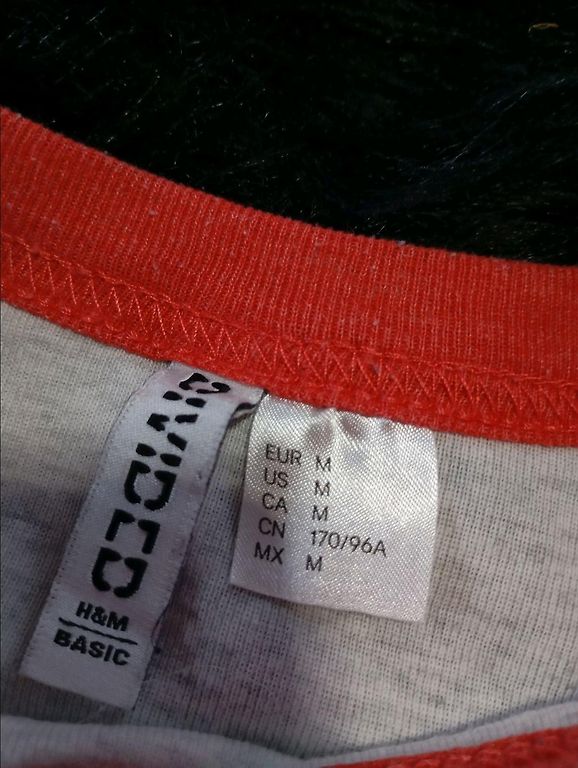 DIVIDED
H&M
BASIC
EUR M
US M
CA M
CN 170/96A
MX M